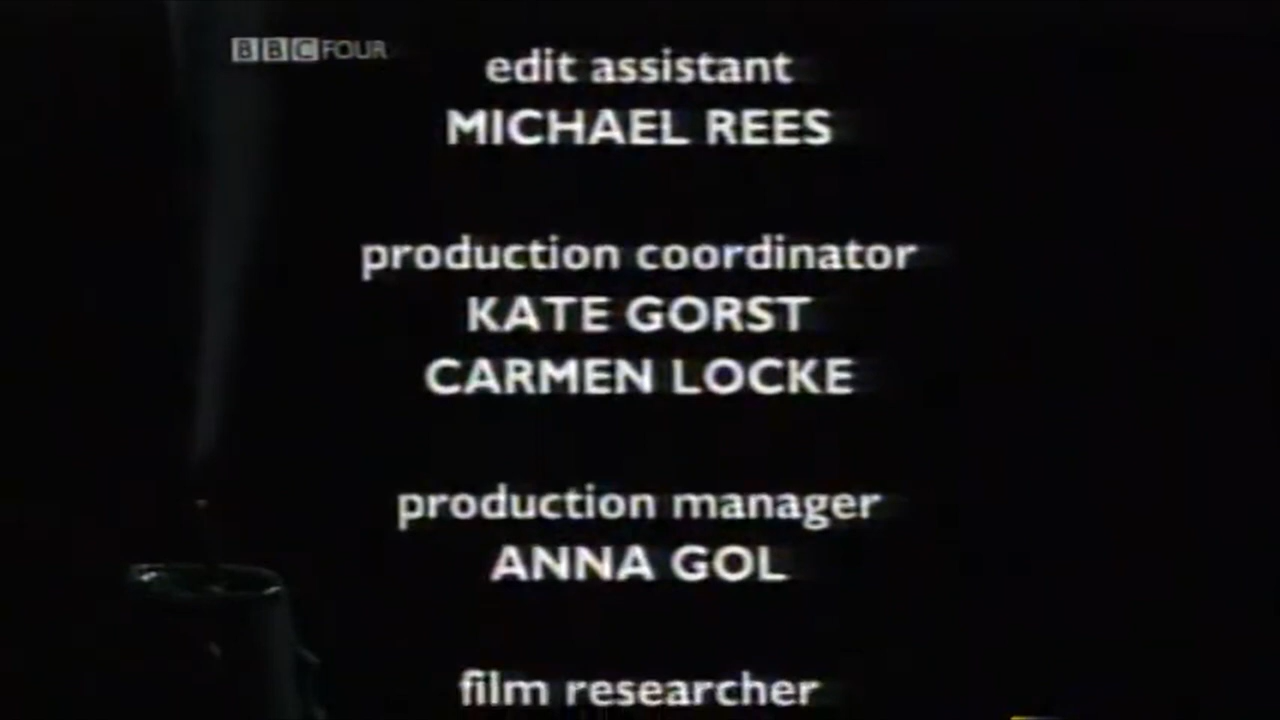 BBC FOUR
edit assistant
MICHAEL REES
production coordinator
KATE GORST
CARMEN LOCKE
production manager
ANNA GOL
film researcher